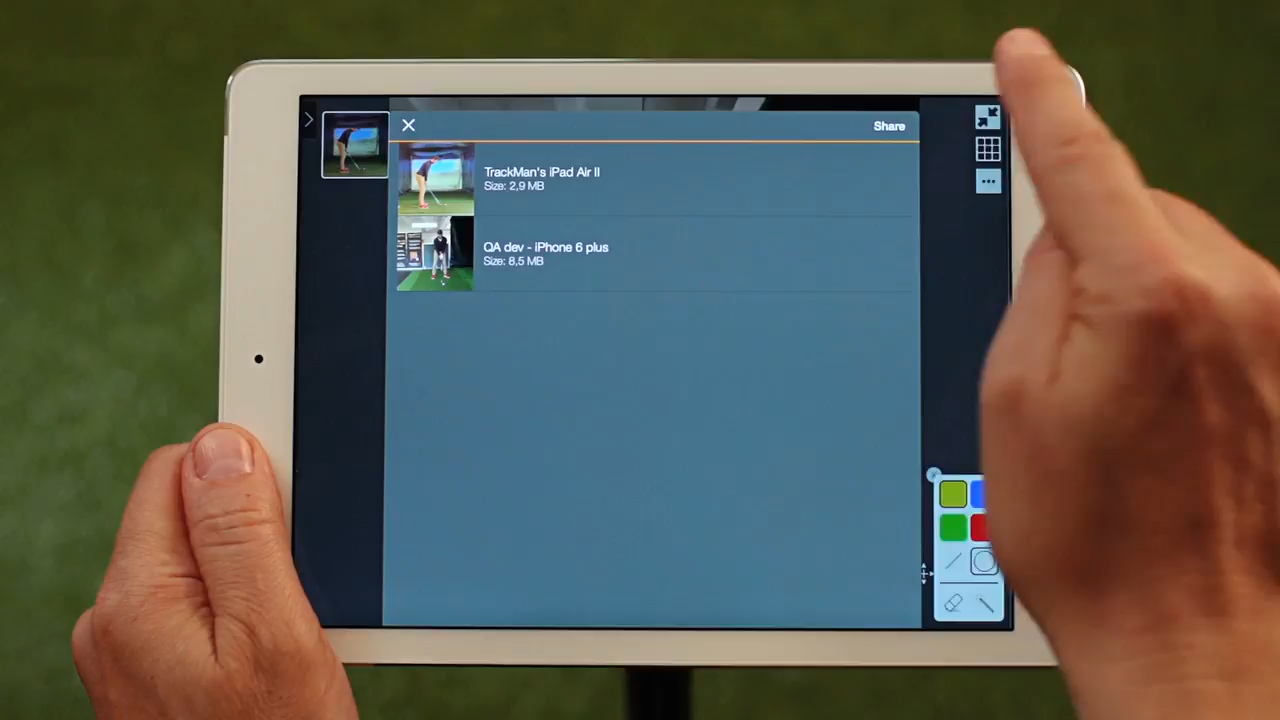 Share
TrackMan's iPad Air II
Size: 2,9 MB
QA dev - iPhone 6 plus
Size: 8,5 MB